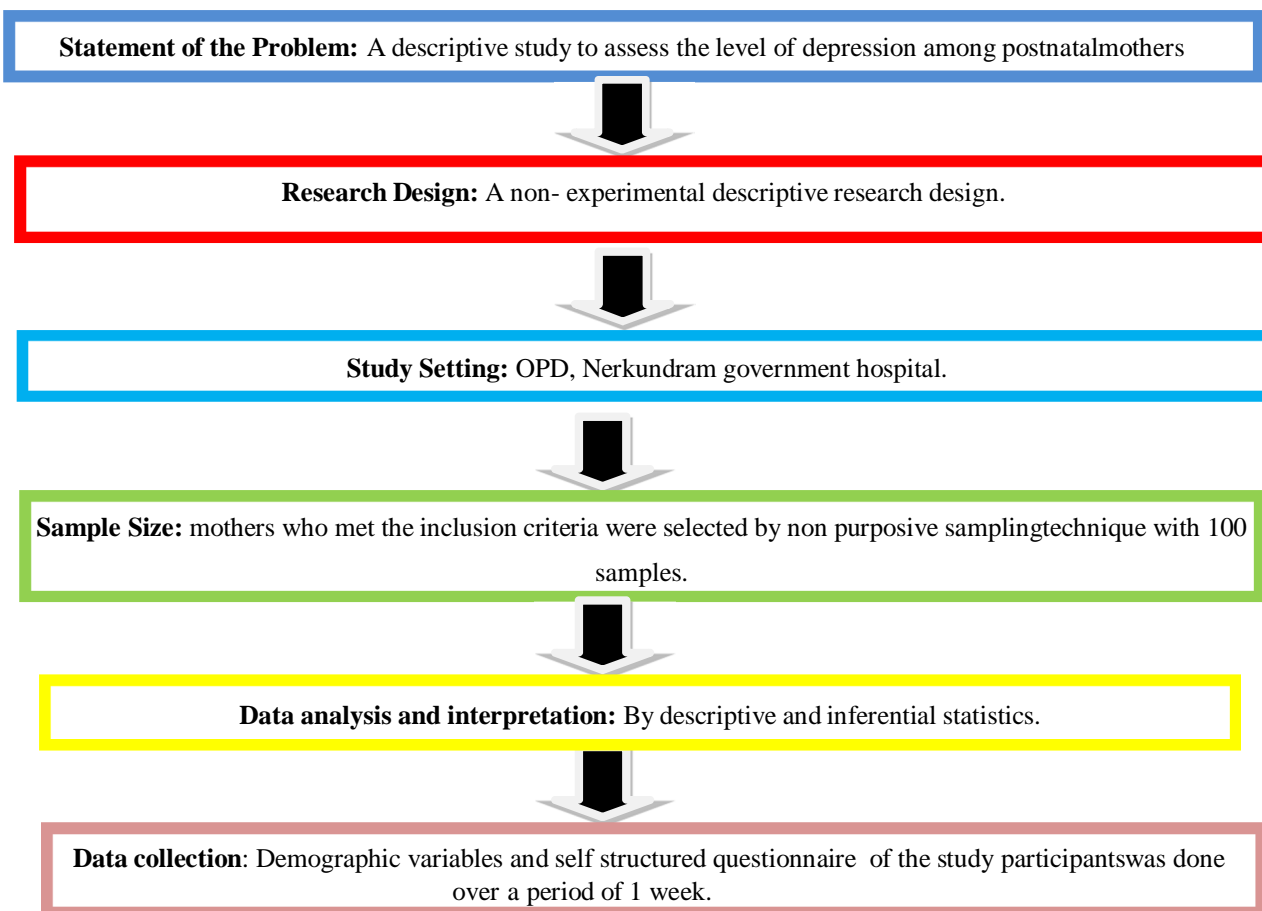 Statement of the Problem: A descriptive study to assess the level of depression among postnatalmothers
Research Design: A non- experimental descriptive research design.
Study Setting: OPD, Nerkundram government hospital.
Sample Size: mothers who met the inclusion criteria were selected by non purposive samplingtechnique with 100
samples.
Data analysis and interpretation: By descriptive and inferential statistics.
Data collection: Demographic variables and self structured questionnaire of the study participantswas done
over a period of 1 week.